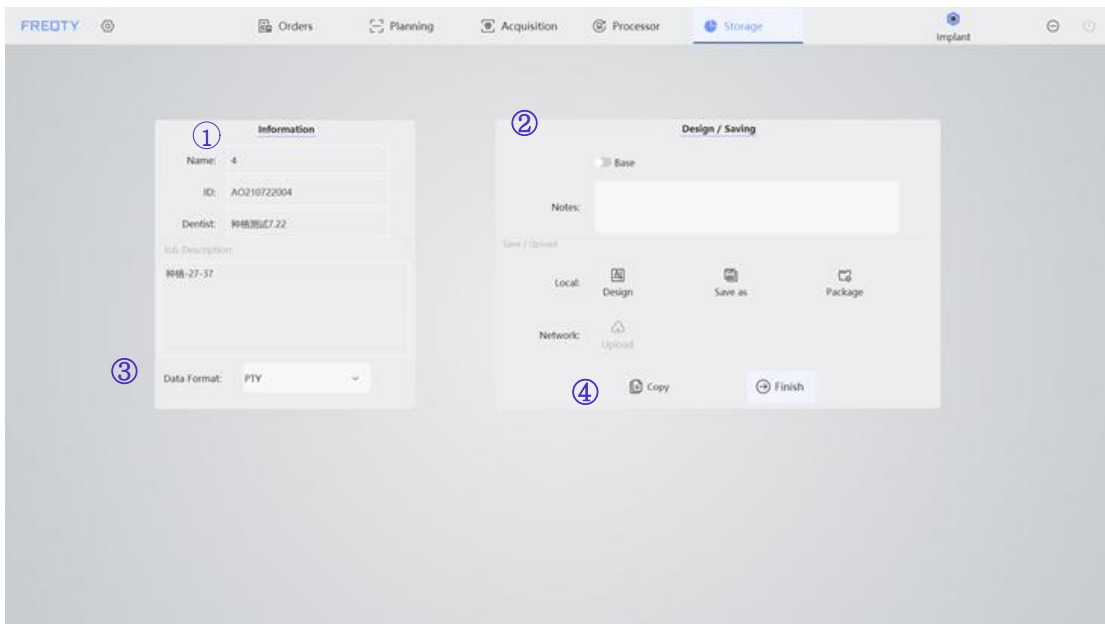 FREQTY Orders Planning Acquisition Processor Storage Implant
① Information
Name: 4
ID: AO210722004
Dentist: 种植测试7.22
Job Description:
种植-27-37
③ Data Format: PTY
② Design / Saving
Base
Notes:
Save / Upload
Local: Design Save as Package
Network: Upload
④ Copy Finish